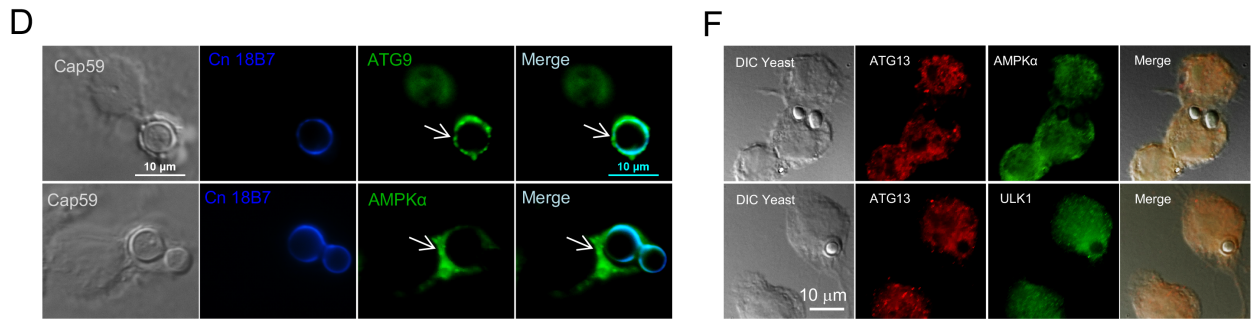 D
Cap59 Cn 18B7 ATG9 Merge
10 µm 10 µm
Cap59 Cn 18B7 AMPKα Merge
F
DIC Yeast ATG13 AMPKα Merge
DIC Yeast ATG13 ULK1 Merge
10 µm